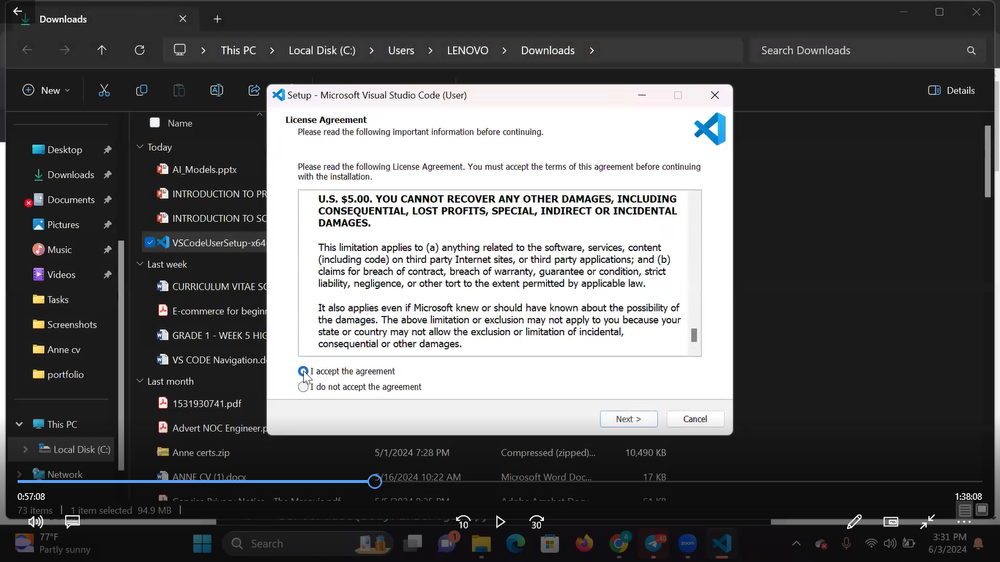 Downloads
This PC
Local Disk (C:)
Users
LENOVO
Downloads
Search Downloads
New
Details
Setup - Microsoft Visual Studio Code (User)
License Agreement
Please read the following important information before continuing.
Please read the following License Agreement. You must accept the terms of this agreement before continuing
with the installation.
U.S. $5.00. YOU CANNOT RECOVER ANY OTHER DAMAGES, INCLUDING
CONSEQUENTIAL, LOST PROFITS, SPECIAL, INDIRECT OR INCIDENTAL
DAMAGES.
This limitation applies to (a) anything related to the software, services, content
(including code) on third party Internet sites, or third party applications; and (b)
claims for breach of contract, breach of warranty, guarantee or condition, strict
liability, negligence, or other tort to the extent permitted by applicable law.
It also applies even if Microsoft knew or should have known about the possibility of
the damages. The above limitation or exclusion may not apply to you because your
state or country may not allow the exclusion or limitation of incidental,
consequential or other damages.
I accept the agreement
I do not accept the agreement
Next >
Cancel
Desktop
Downloads
Documents
Pictures
Music
Videos
Tasks
Screenshots
Anne cv
portfolio
This PC
Local Disk (C:)
Network
Name
Today
AI_Models.pptx
INTRODUCTION TO PR
INTRODUCTION TO SC
VSCodeUserSetup-x64-
Last week
CURRICULUM VITAE SC
E-commerce for begin
GRADE 1 - WEEK 5 HIG
VS CODE Navigation.d
Last month
1531930741.pdf
Advert NOC Engineer.p
Anne certs.zip 5/1/2024 7:28 PM Compressed (zipped)... 10,490 KB
ANNE CV (1).docx 5/16/2024 10:22 AM Microsoft Word Doc... 17 KB
0:57:08
1:38:08
73 items
1 item selected 94.9 MB
10
30
77°F
Partly sunny
Search
1
A
40
zoom
3:31 PM
6/3/2024